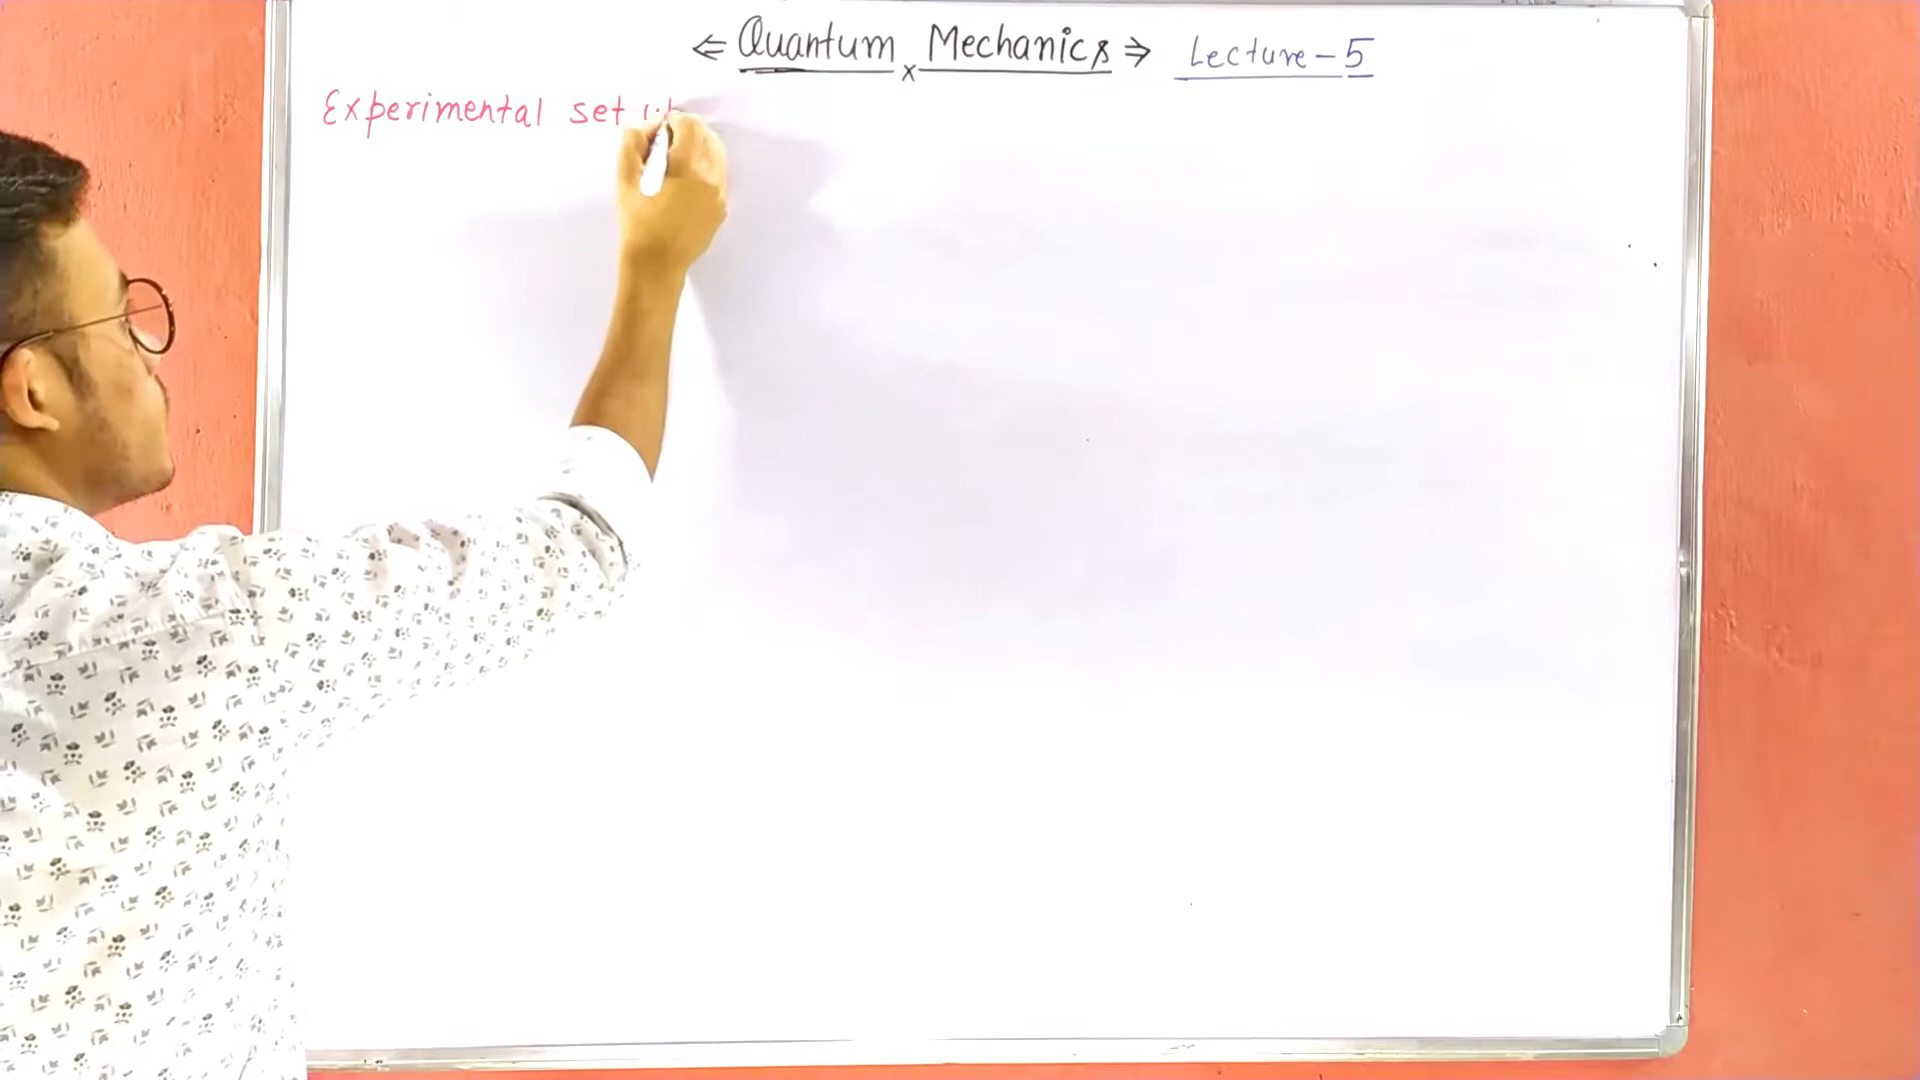 ⇐ Quantum × Mechanics ⇒ Lecture - 5
Experimental set up